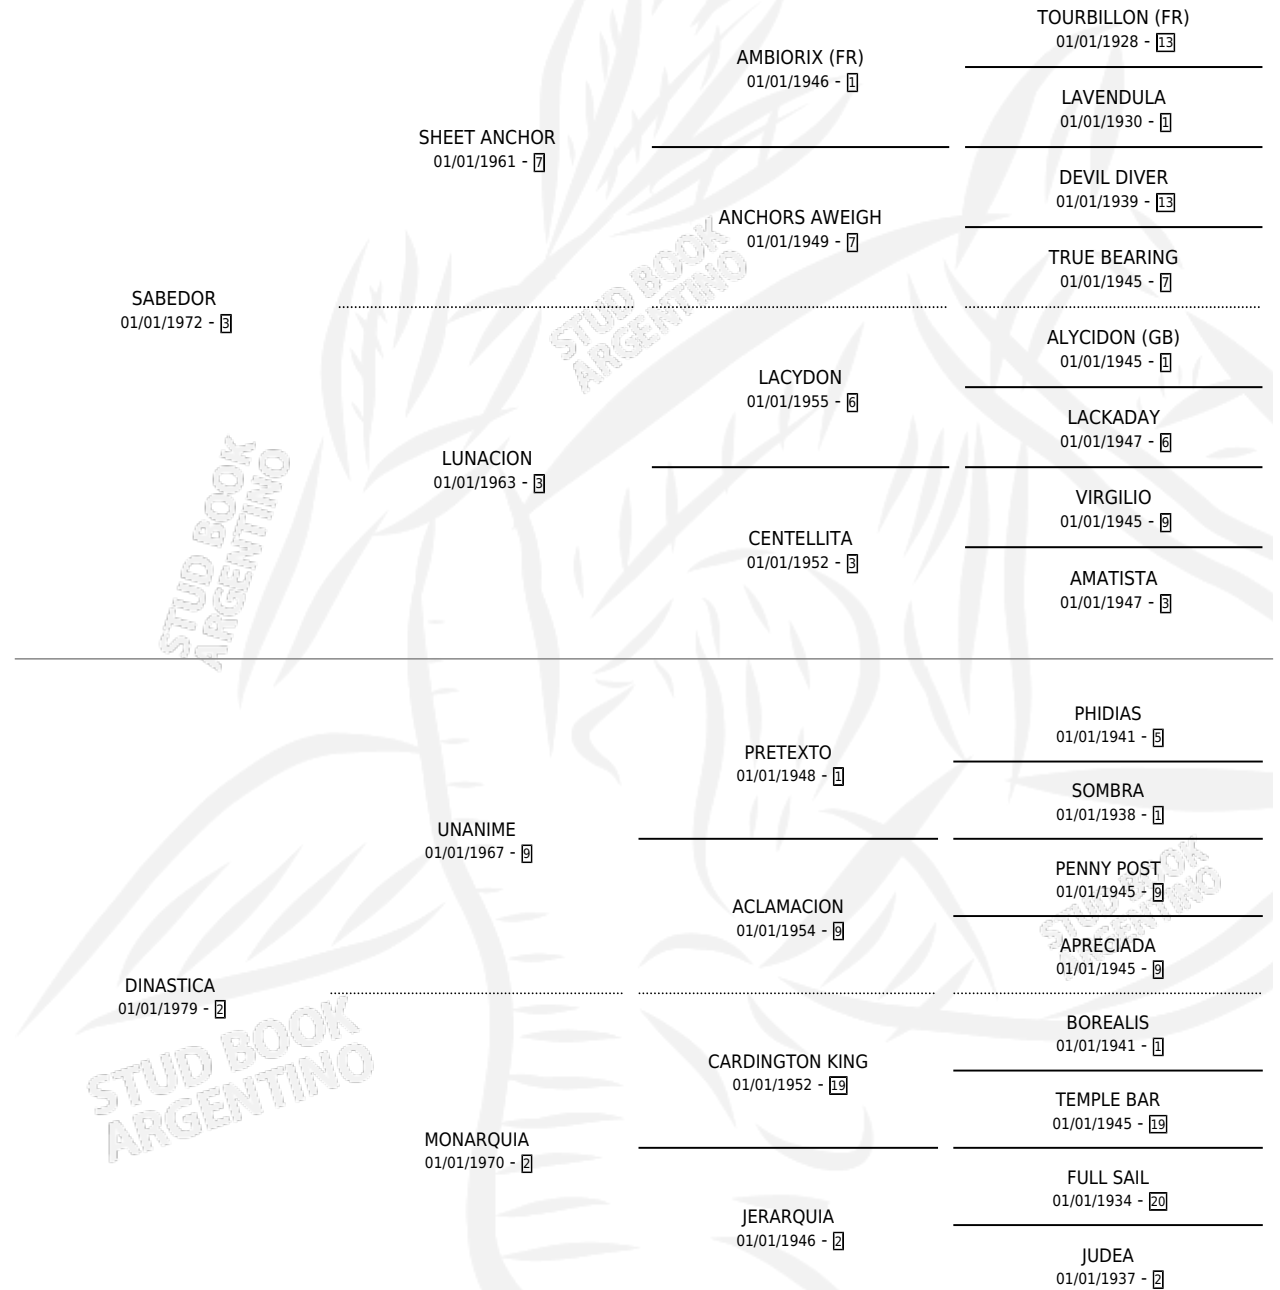 TOURBILLON (FR)
01/01/1928 - 13
AMBIORIX (FR)
01/01/1946 - 1
LAVENDULA
01/01/1930 - 1
SHEET ANCHOR
01/01/1961 - 7
DEVIL DIVER
01/01/1939 - 13
ANCHORS AWEIGH
01/01/1949 - 7
TRUE BEARING
01/01/1945 - 7
SABEDOR
01/01/1972 - 3
ALYCIDON (GB)
01/01/1945 - 1
LACYDON
01/01/1955 - 6
LACKADAY
01/01/1947 - 6
LUNACION
01/01/1963 - 3
VIRGILIO
01/01/1945 - 9
CENTELLITA
01/01/1952 - 3
AMATISTA
01/01/1947 - 3
PHIDIAS
01/01/1941 - 5
PRETEXTO
01/01/1948 - 1
SOMBRA
01/01/1938 - 1
UNANIME
01/01/1967 - 9
PENNY POST
01/01/1945 - 9
ACLAMACION
01/01/1954 - 9
APRECIADA
01/01/1945 - 9
DINASTICA
01/01/1979 - 2
BOREALIS
01/01/1941 - 1
CARDINGTON KING
01/01/1952 - 19
TEMPLE BAR
01/01/1945 - 19
MONARQUIA
01/01/1970 - 2
FULL SAIL
01/01/1934 - 20
JERARQUIA
01/01/1946 - 2
JUDEA
01/01/1937 - 2
STUD BOOK
ARGENTINO
STUD BOOK
ARGENTINO
STUD BOOK
ARGENTINO
STUD BOOK
ARGENTINO